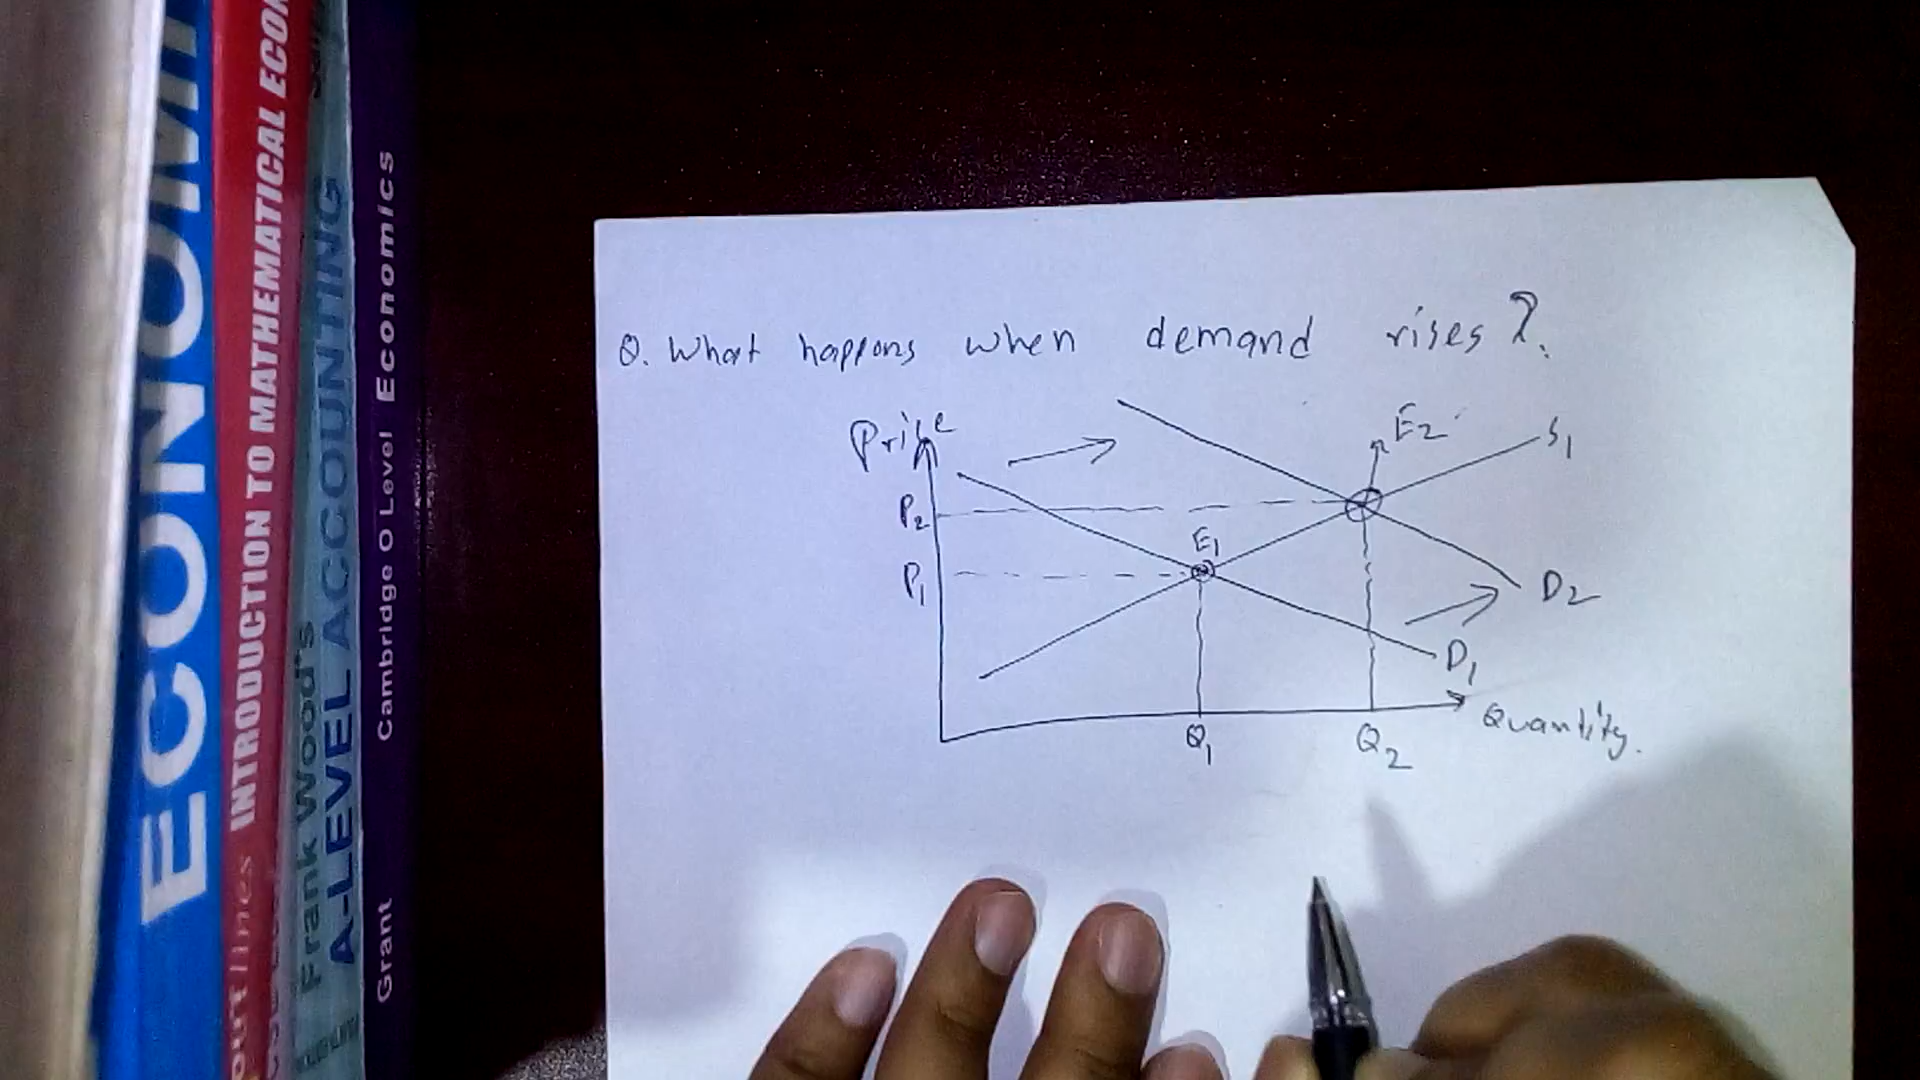 ECONOMI
INTRODUCTION TO MATHEMATICAL ECON
Frank Wood's
A-LEVEL ACCOUNTING
Grant Cambridge O Level Economics
Q. What happens when demand rises?
Price
E2
S1
P2
E1
P1
D2
D1
Quantity.
Q1
Q2